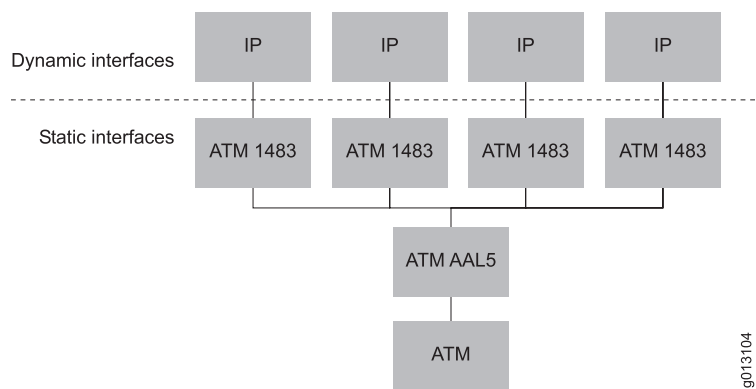 IP
IP
IP
IP
Dynamic interfaces
Static interfaces
ATM 1483
ATM 1483
ATM 1483
ATM 1483
ATM AAL5
ATM
g013104